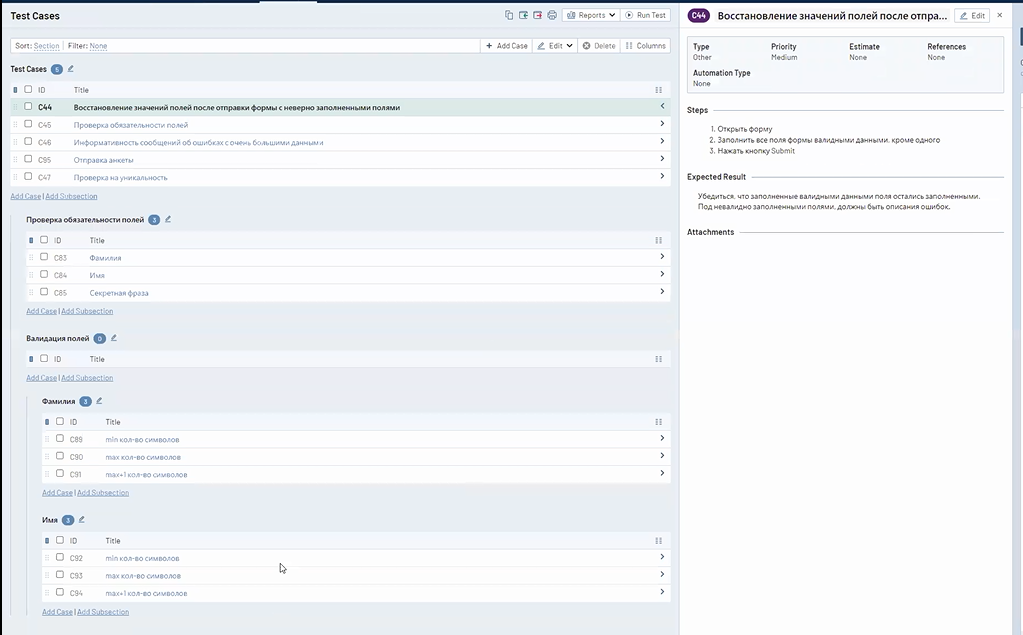 Test Cases
Reports
Run Test
Sort: Section
Filter: None
Add Case
Edit
Delete
Columns
Test Cases 5
ID Title
C44 Восстановление значений полей после отправки формы с неверно заполненными полями
C45 Проверка обязательности полей
C46 Информативность сообщений об ошибках с очень большими данными
C95 Отправка анкеты
C47 Проверка на уникальность
Add Case | Add Subsection
Проверка обязательности полей 3
ID Title
C83 Фамилия
C84 Имя
C85 Секретная фраза
Add Case | Add Subsection
Валидация полей 0
ID Title
Add Case | Add Subsection
Фамилия 3
ID Title
C89 min кол-во символов
C90 max кол-во символов
C91 max+1 кол-во символов
Add Case | Add Subsection
Имя 3
ID Title
C92 min кол-во символов
C93 max кол-во символов
C94 max+1 кол-во символов
Add Case | Add Subsection
C44 Восстановление значений полей после отпра...
Edit
Type Priority Estimate References
Other Medium None None
Automation Type
None
Steps
1. Открыть форму
2. Заполнить все поля формы валидными данными, кроме одного
3. Нажать кнопку Submit
Expected Result
Убедиться, что заполненные валидными данными поля остались заполненными.
Под невалидно заполненными полями, должны быть описания ошибок.
Attachments